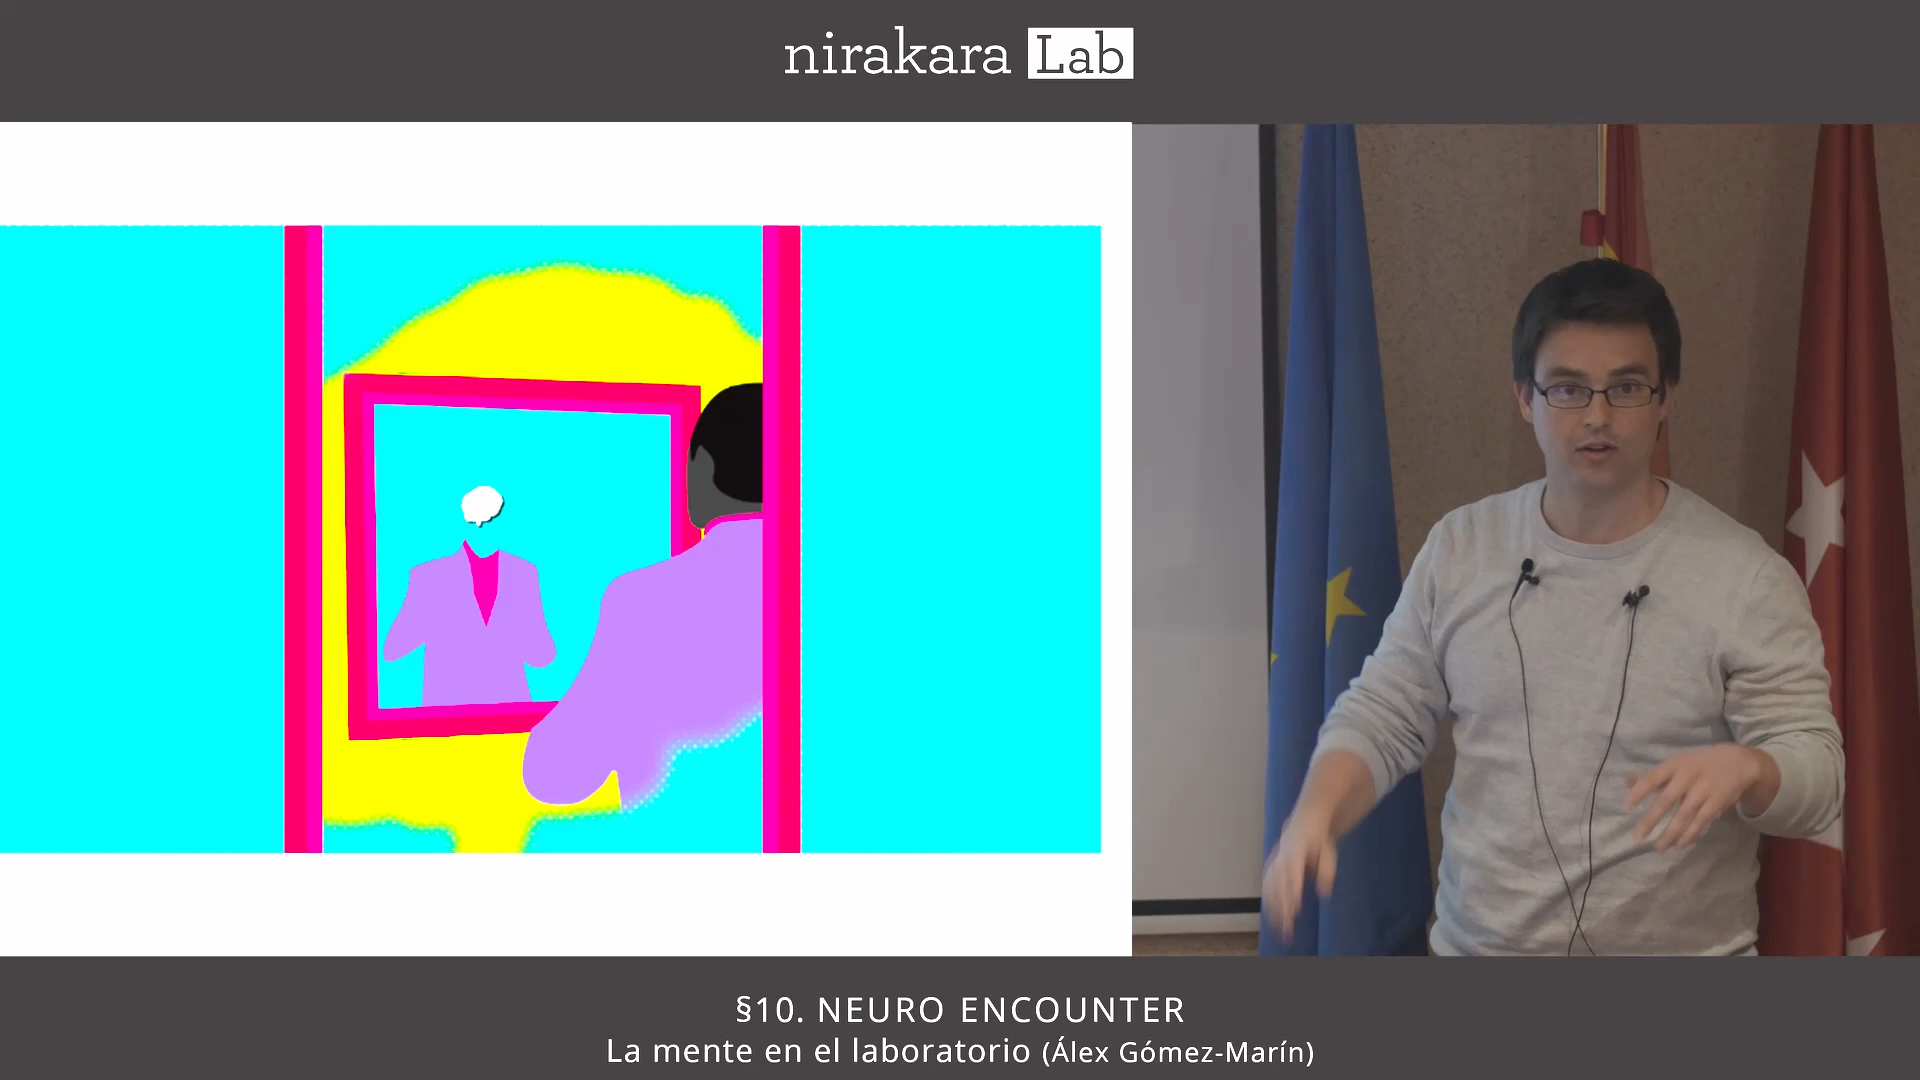 nirakara Lab
§10. NEURO ENCOUNTER
La mente en el laboratorio (Álex Gómez-Marín)